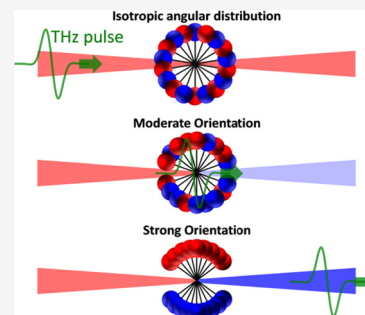 Isotropic angular distribution
THz pulse
Moderate Orientation
Strong Orientation